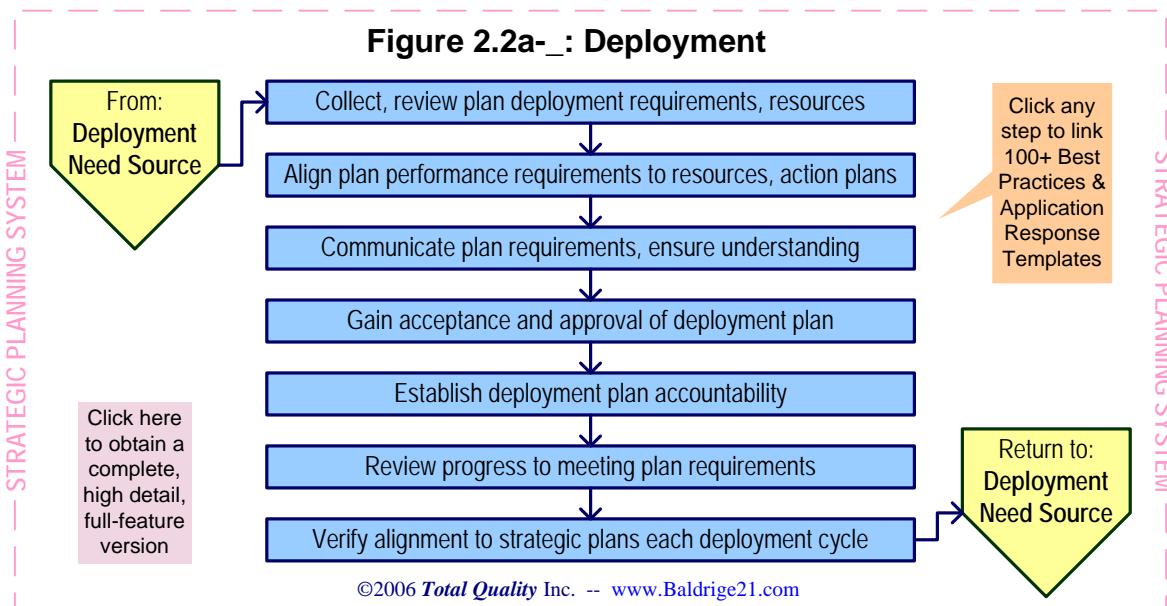 Figure 2.2a-_: Deployment
From:
Deployment
Need Source
Collect, review plan deployment requirements, resources
Align plan performance requirements to resources, action plans
Communicate plan requirements, ensure understanding
Gain acceptance and approval of deployment plan
Establish deployment plan accountability
Review progress to meeting plan requirements
Verify alignment to strategic plans each deployment cycle
Click any
step to link
100+ Best
Practices &
Application
Response
Templates
Click here
to obtain a
complete,
high detail,
full-feature
version
Return to:
Deployment
Need Source
STRATEGIC PLANNING SYSTEM
STRATEGIC PLANNING SYSTEM
©2006 Total Quality Inc. -- www.Baldrige21.com